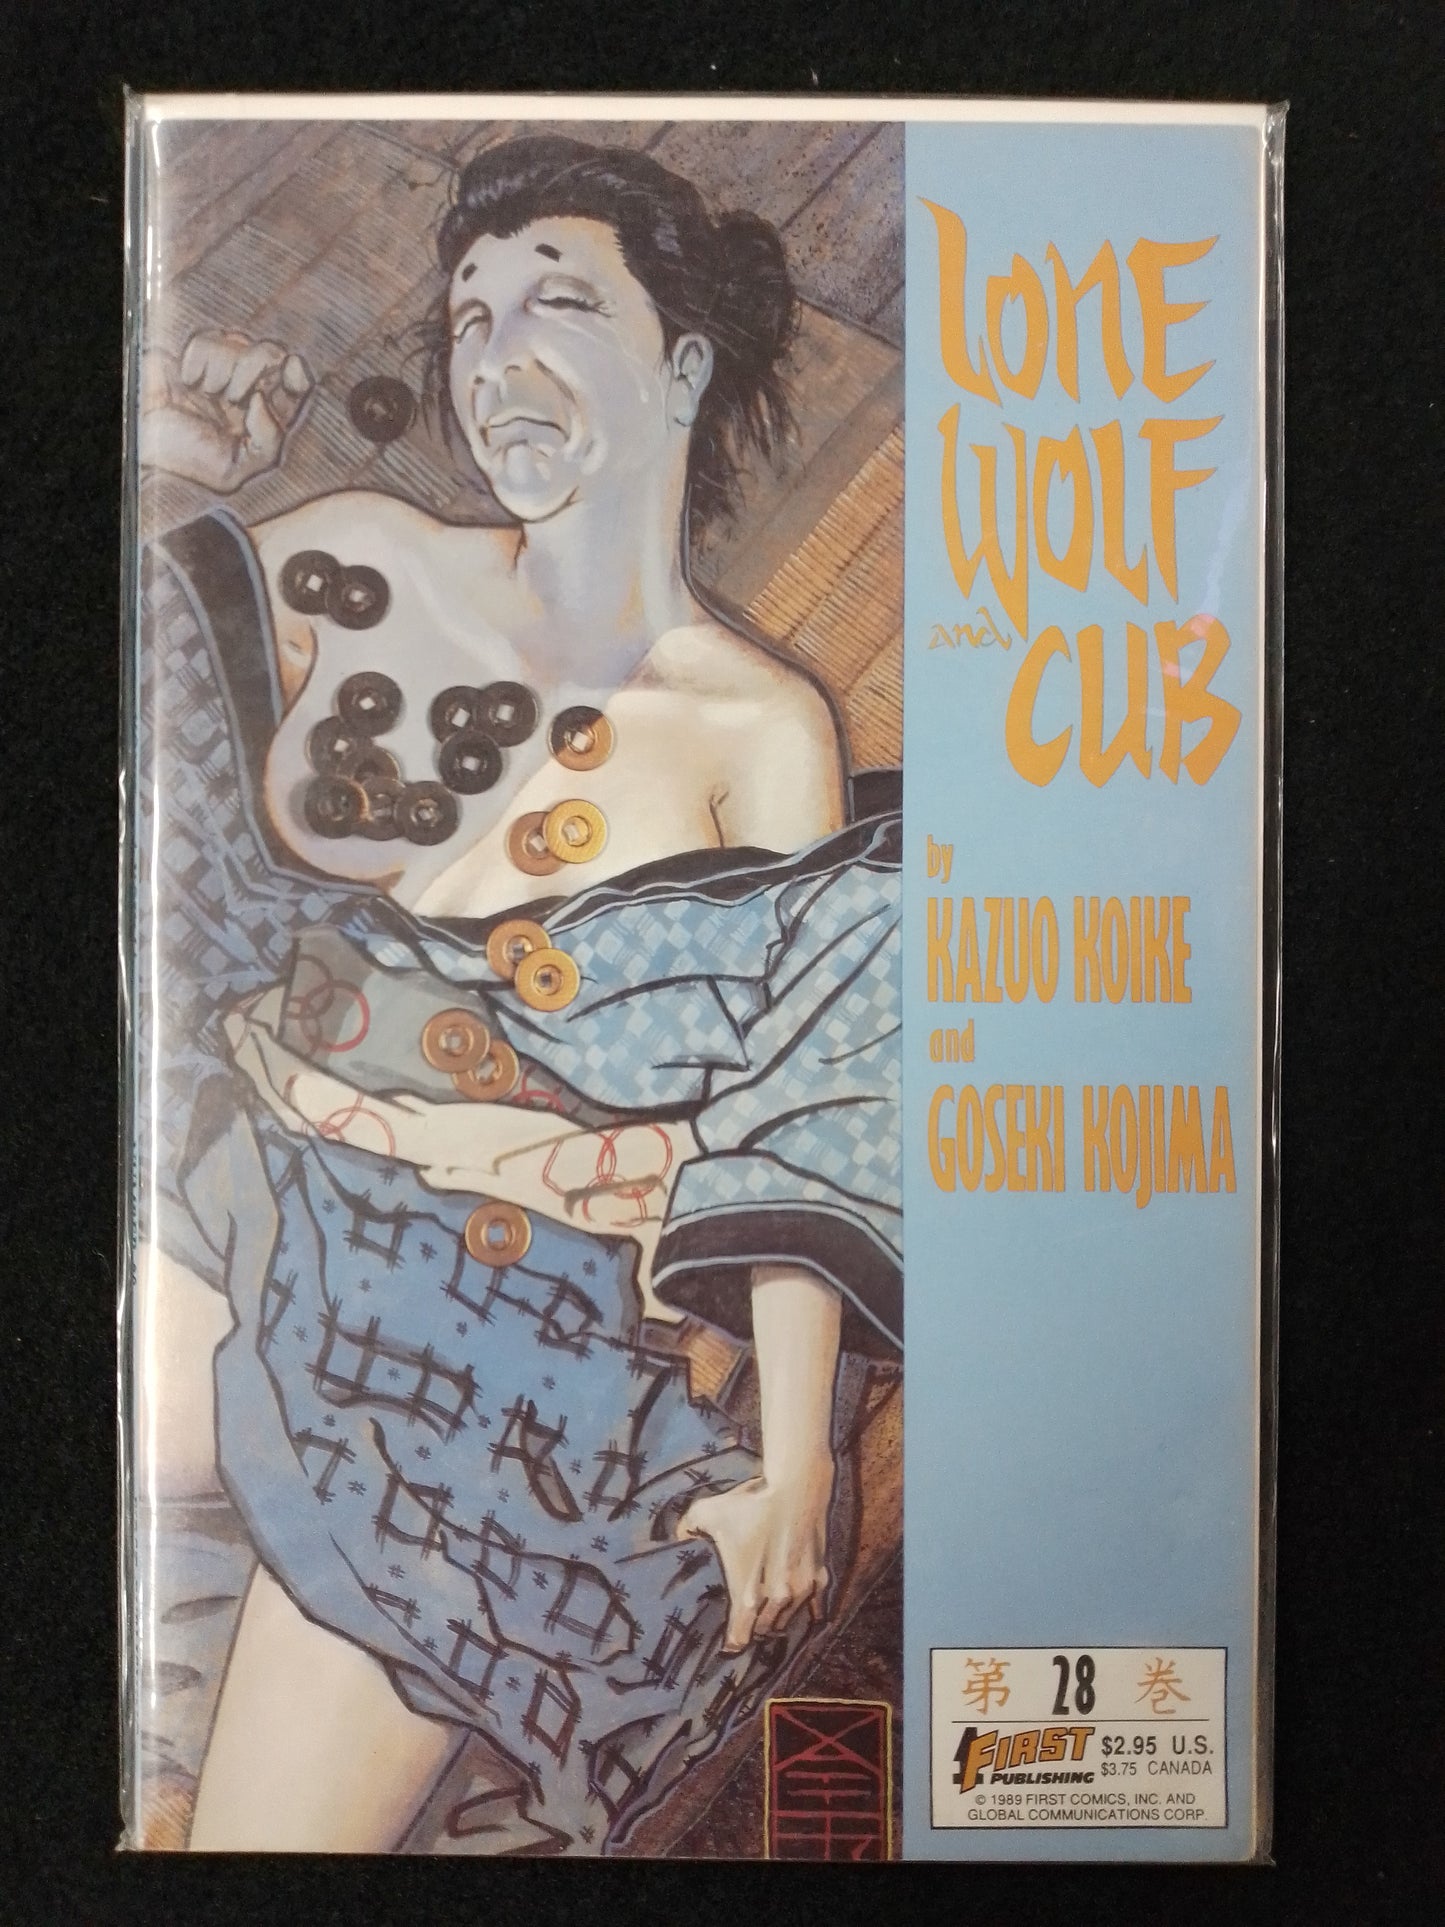 Lone
Wolf
and
Cub
by
KAZUO KOIKE
and
GOSEKI KOJIMA
第 28 巻
FIRST
PUBLISHING
$2.95 U.S.
$3.75 CANADA
© 1989 FIRST COMICS, INC. AND
GLOBAL COMMUNICATIONS CORP.